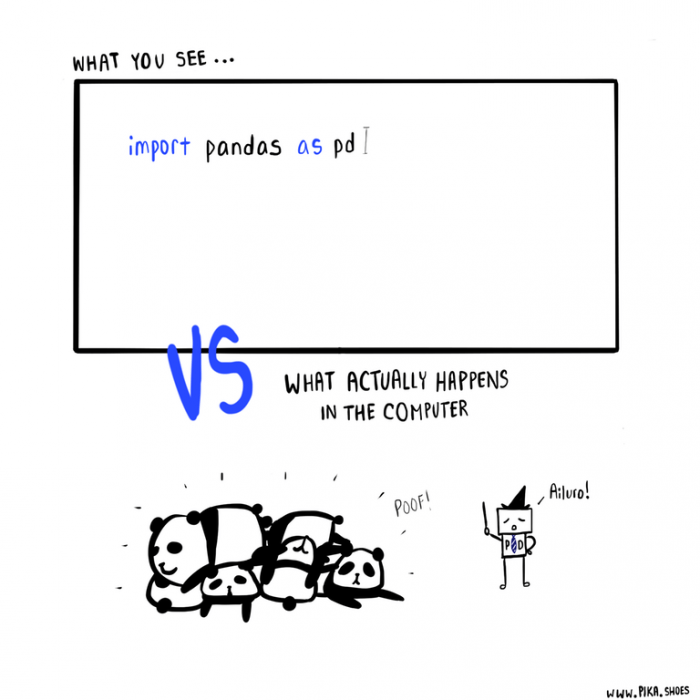 WHAT YOU SEE ...
import pandas as pd
VS
WHAT ACTUALLY HAPPENS
IN THE COMPUTER
POOF!
Ailuro!
PD
WWW.PIKA.SHOES